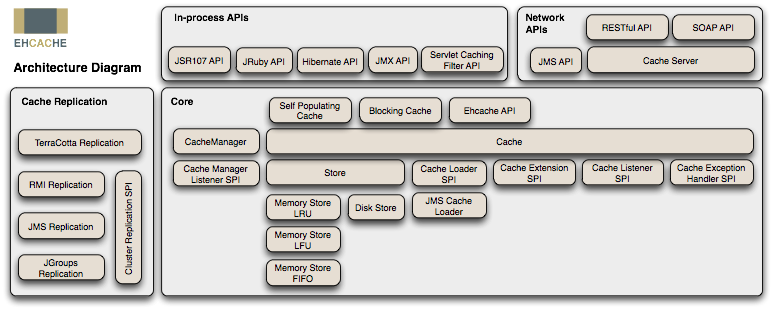 EHCACHE
Architecture Diagram
In-process APIs
JSR107 API
JRuby API
Hibernate API
JMX API
Servlet Caching
Filter API
Network
APIs
RESTful API
SOAP API
JMS API
Cache Server
Cache Replication
TerraCotta Replication
RMI Replication
JMS Replication
JGroups
Replication
Cluster Replication SPI
Core
Self Populating
Cache
Blocking Cache
Ehcache API
CacheManager
Cache
Cache Manager
Listener SPI
Store
Cache Loader
SPI
Cache Extension
SPI
Cache Listener
SPI
Cache Exception
Handler SPI
Memory Store
LRU
Disk Store
JMS Cache
Loader
Memory Store
LFU
Memory Store
FIFO